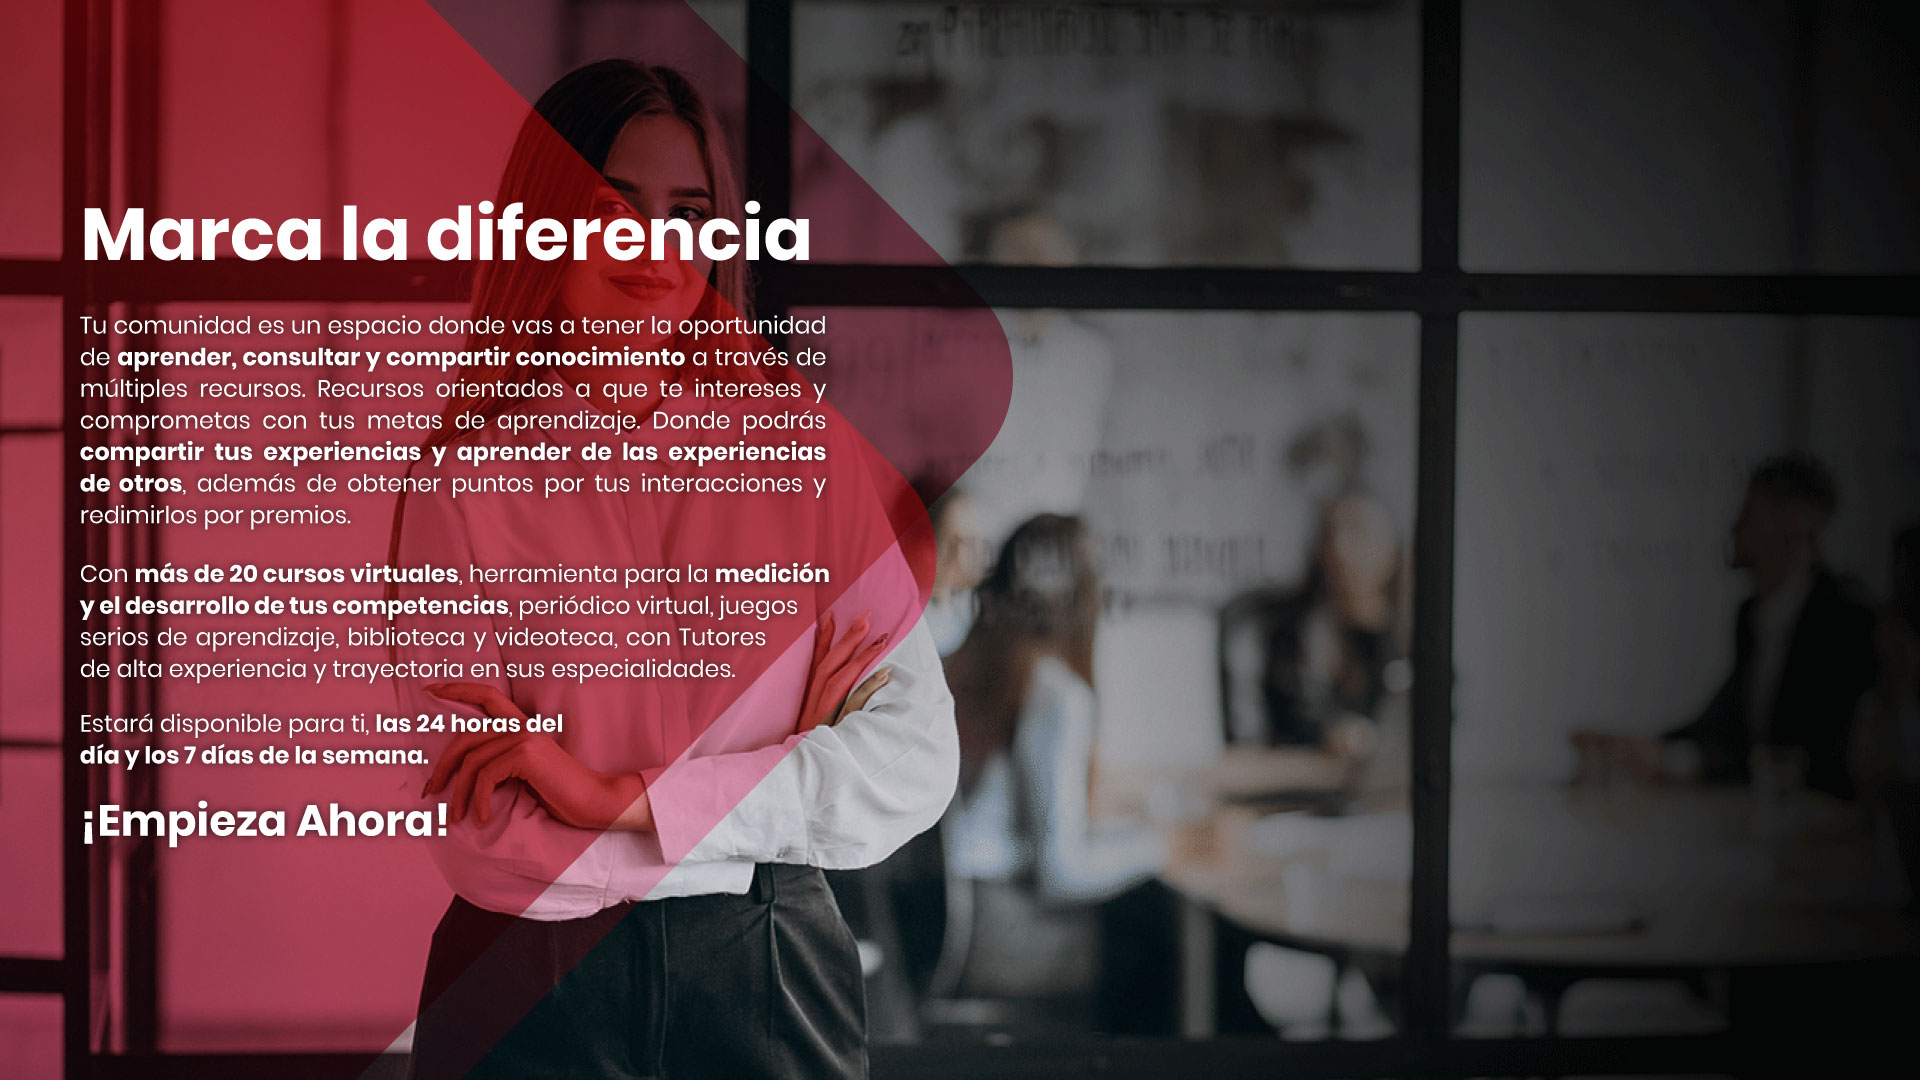 Marca la diferencia
Tu comunidad es un espacio donde vas a tener la oportunidad
de aprender, consultar y compartir conocimiento a través de
múltiples recursos. Recursos orientados a que te intereses y
comprometas con tus metas de aprendizaje. Donde podrás
compartir tus experiencias y aprender de las experiencias
de otros, además de obtener puntos por tus interacciones y
redimirlos por premios.
Con más de 20 cursos virtuales, herramienta para la medición
y el desarrollo de tus competencias, periódico virtual, juegos
serios de aprendizaje, biblioteca y videoteca, con Tutores
de alta experiencia y trayectoria en sus especialidades.
Estará disponible para ti, las 24 horas del
día y los 7 días de la semana.
¡Empieza Ahora!